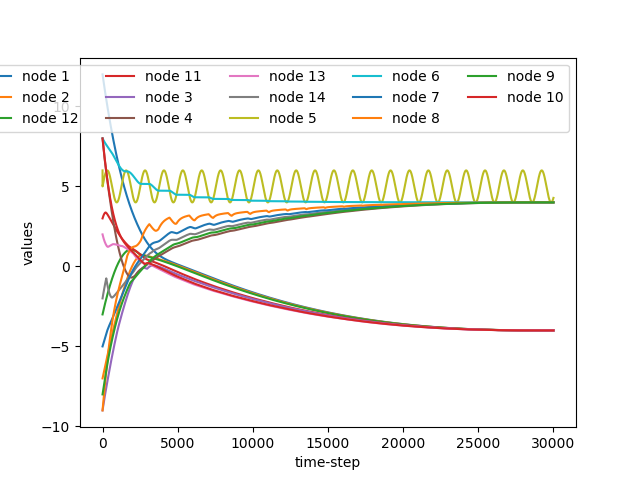 node 1 node 11 node 13 node 6 node 9
node 2 node 3 node 14 node 7 node 10
node 12 node 4 node 5 node 8
10
5
0
−5
−10
values
0 5000 10000 15000 20000 25000 30000
time-step